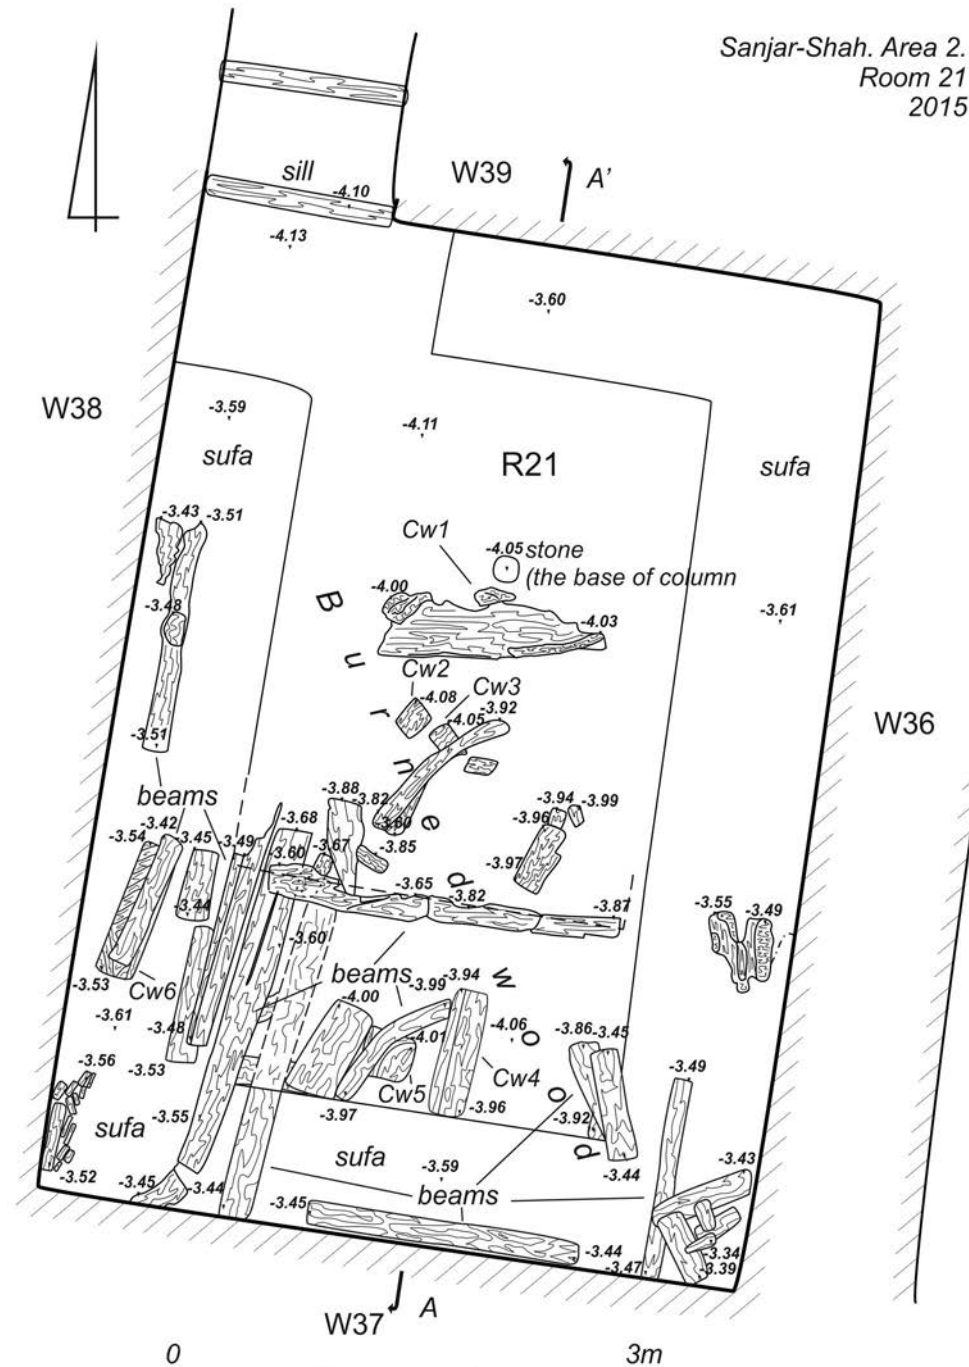 Sanjar-Shah. Area 2.
Room 21
2015
sill
W39
A'
-4.10
-4.13
-3.60
W38
-3.59
-4.11
sufa
R21
sufa
-3.43
-3.51
Cw1
-4.05
stone
(the base of column
-4.00
-3.48
-4.03
-3.61
Burned wood
Cw2
-4.08
Cw3
-4.05
-3.92
W36
-3.51
beams
-3.88
-3.82
-3.60
-3.85
-3.94
-3.99
-3.96
-3.97
-3.54
-3.42
-3.45
-3.49
-3.68
-3.60
-3.67
-3.65
-3.82
-3.87
-3.44
-3.60
-3.55
-3.49
beams
-3.53
Cw6
-3.99
-3.94
-4.00
-3.61
-3.48
-4.01
-4.06
-3.86
-3.45
-3.53
Cw5
Cw4
-3.49
-3.56
-3.97
-3.96
-3.92
-3.55
sufa
sufa
-3.59
-3.44
-3.43
-3.52
-3.45
-3.44
-3.45
beams
-3.44
-3.47
-3.34
-3.39
W37
A
0
3m